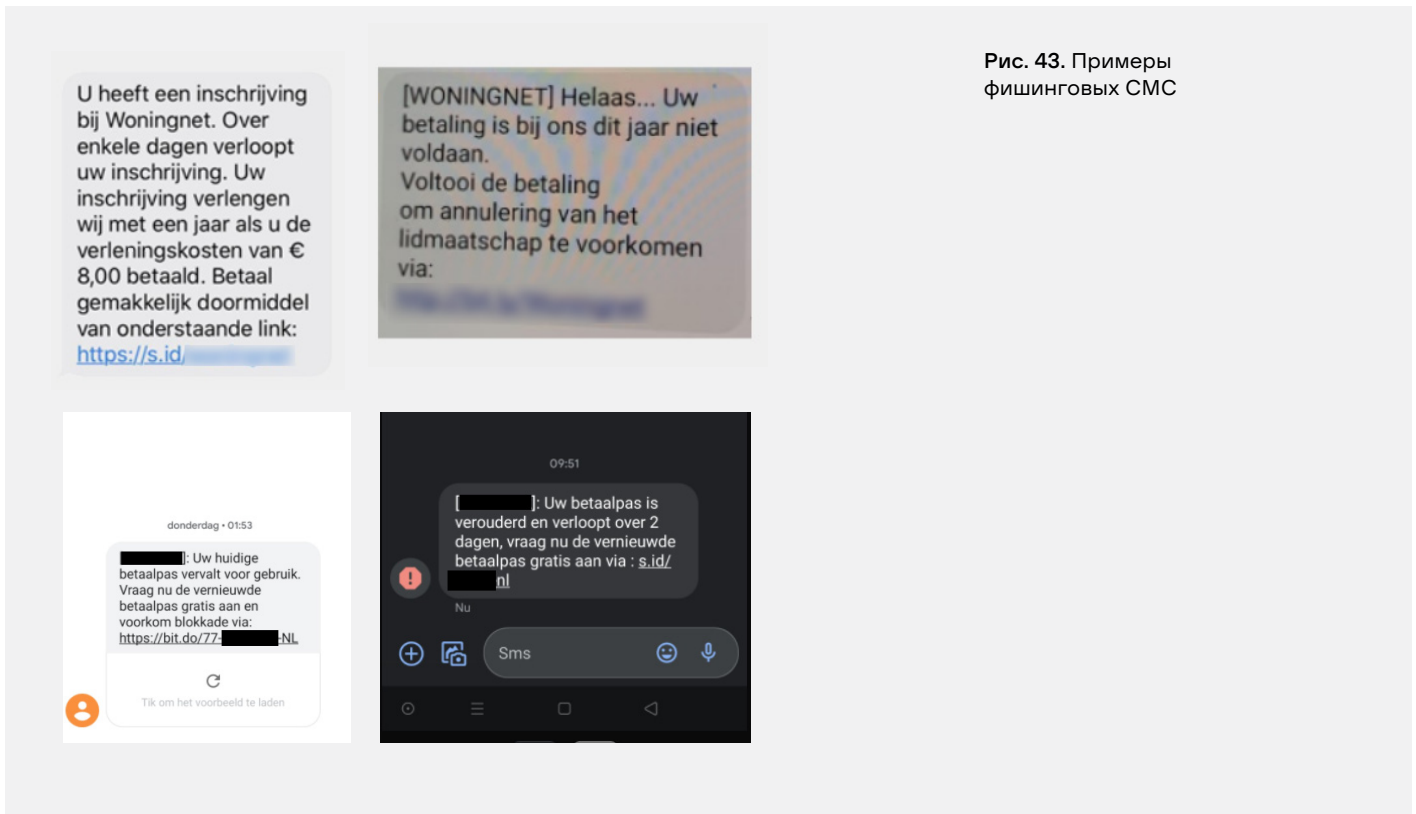 U heeft een inschrijving
bij Woningnet. Over
enkele dagen verloopt
uw inschrijving. Uw
inschrijving verlengen
wij met een jaar als u de
verleningskosten van €
8,00 betaald. Betaal
gemakkelijk doormiddel
van onderstaande link:
https://s.id/
[WONINGNET] Helaas... Uw
betaling is bij ons dit jaar niet
voldaan.
Voltooi de betaling
om annulering van het
lidmaatschap te voorkomen
via:
Рис. 43. Примеры
фишинговых СМС
donderdag • 01:53
[ ]: Uw huidige
betaalpas vervalt voor gebruik.
Vraag nu de vernieuwde
betaalpas gratis aan en
voorkom blokkade via:
https://bit.do/77- -NL
Tik om het voorbeeld te laden
09:51
[ ]: Uw betaalpas is
verouderd en verloopt over 2
dagen, vraag nu de vernieuwde
betaalpas gratis aan via : s.id/
nl
Nu
Sms